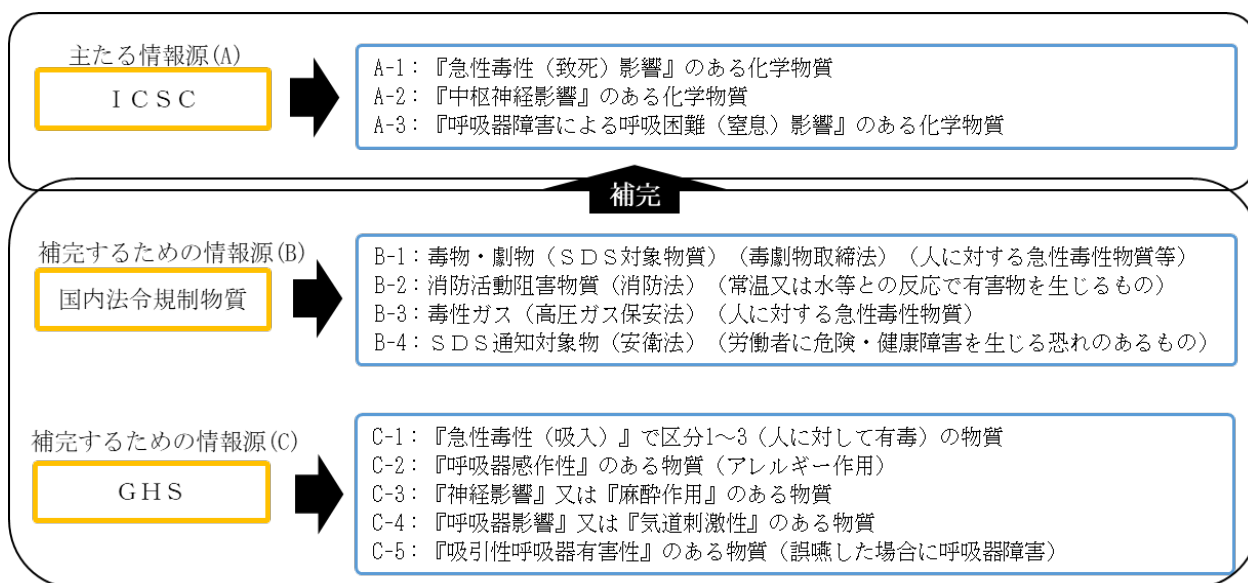 主たる情報源(A)
ＩＣＳＣ
A-1：『急性毒性（致死）影響』のある化学物質
A-2：『中枢神経影響』のある化学物質
A-3：『呼吸器障害による呼吸困難（窒息）影響』のある化学物質
補完
補完するための情報源(B)
国内法令規制物質
B-1：毒物・劇物（ＳＤＳ対象物質）（毒劇物取締法）（人に対する急性毒性物質等）
B-2：消防活動阻害物質（消防法）（常温又は水等との反応で有害物を生じるもの）
B-3：毒性ガス（高圧ガス保安法）（人に対する急性毒性物質）
B-4：ＳＤＳ通知対象物（安衛法）（労働者に危険・健康障害を生じる恐れのあるもの）
補完するための情報源(C)
ＧＨＳ
C-1：『急性毒性（吸入）』で区分1～3（人に対して有毒）の物質
C-2：『呼吸器感作性』のある物質（アレルギー作用）
C-3：『神経影響』又は『麻酔作用』のある物質
C-4：『呼吸器影響』又は『気道刺激性』のある物質
C-5：『吸引性呼吸器有害性』のある物質（誤嚥した場合に呼吸器障害）